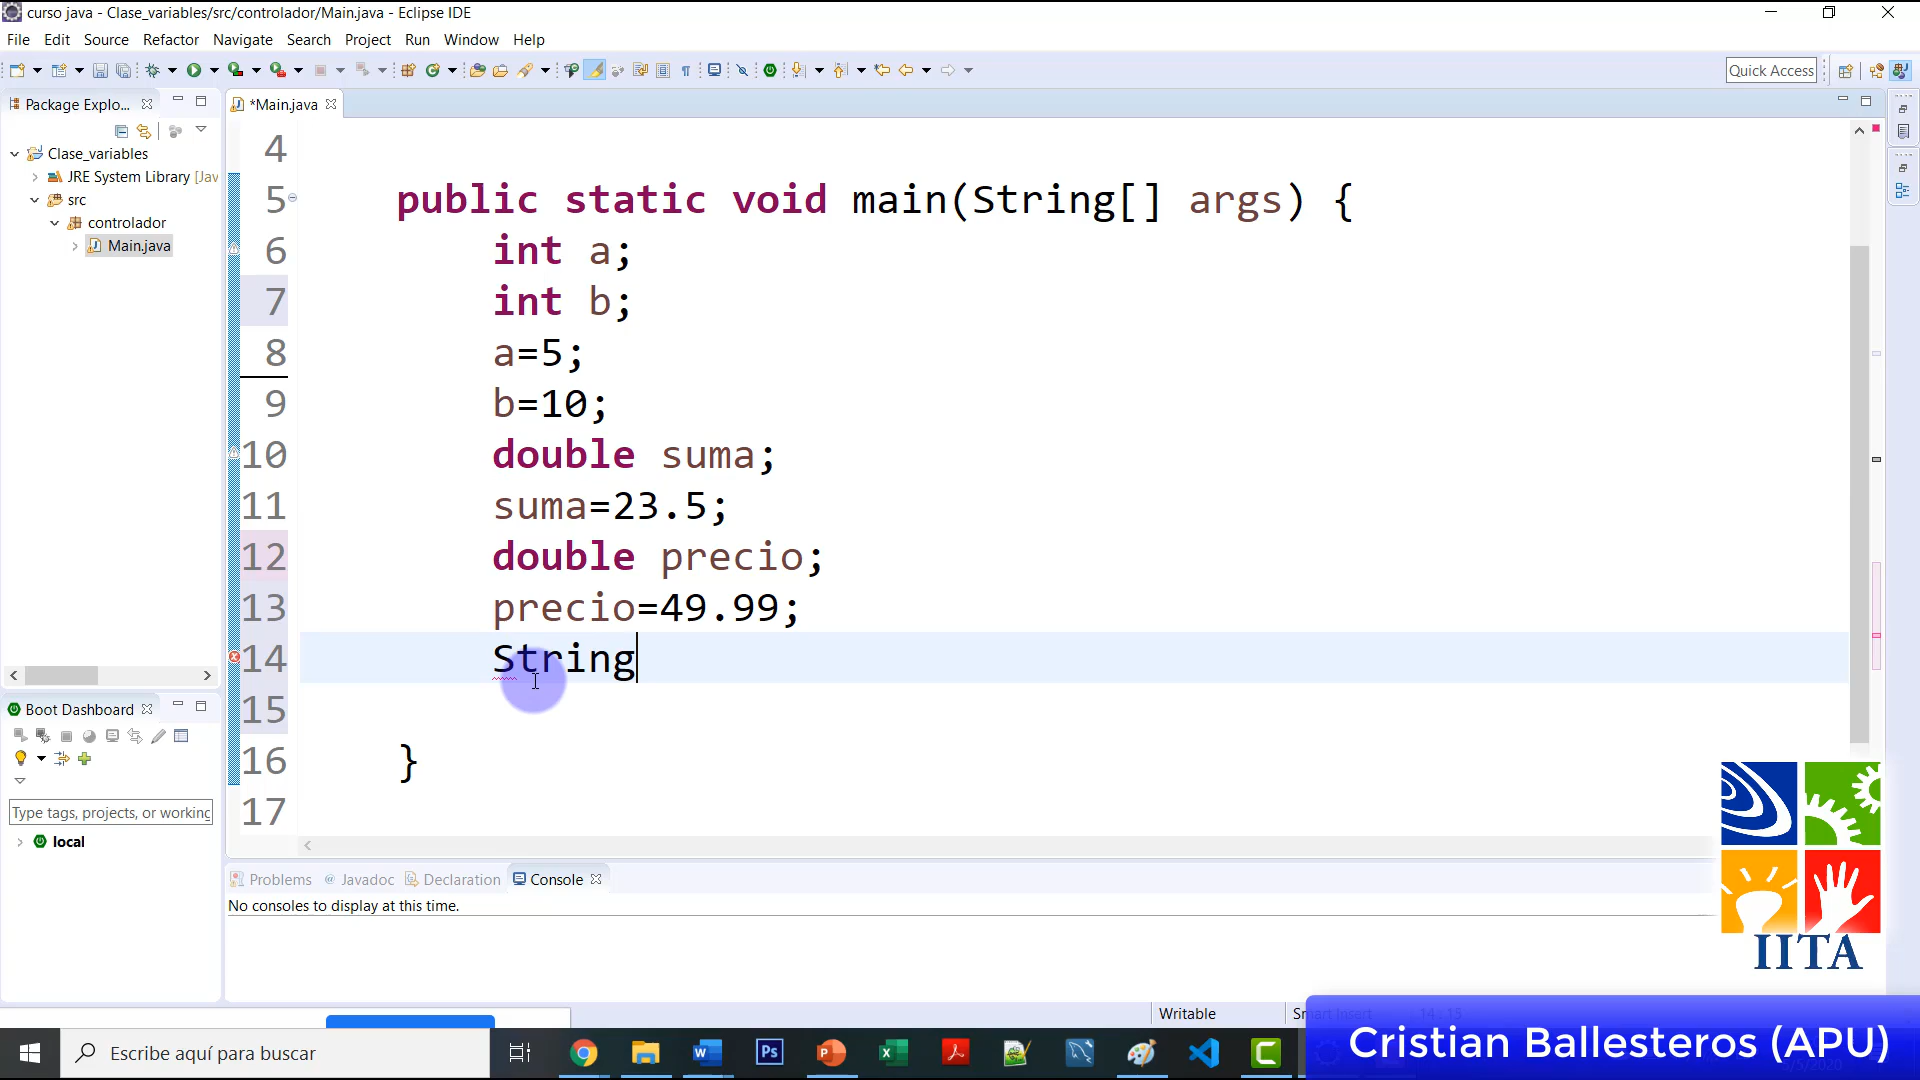 curso java - Clase_variables/src/controlador/Main.java - Eclipse IDE
File Edit Source Refactor Navigate Search Project Run Window Help
Quick Access
Package Explo...
*Main.java
Clase_variables
JRE System Library [Jav
src
controlador
Main.java
4
5 public static void main(String[] args) {
6 int a;
7 int b;
8 a=5;
9 b=10;
10 double suma;
11 suma=23.5;
12 double precio;
13 precio=49.99;
14 String
15
16 }
17
Boot Dashboard
Type tags, projects, or working
local
Problems @ Javadoc Declaration Console
No consoles to display at this time.
IITA
Writable
Cristian Ballesteros (APU)
Escribe aquí para buscar